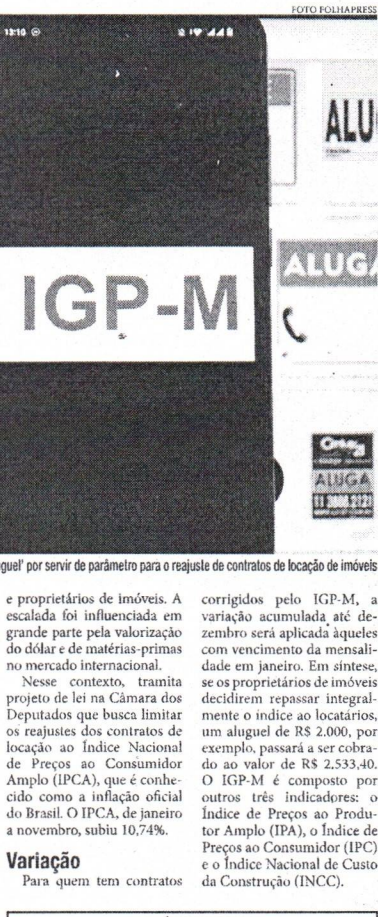 FOTO FOLHAPRESS
13:10
IGP-M
ALU
ALUGA
Century 21
ALUGA
guel' por servir de parâmetro para o reajuste de contratos de locação de imóveis
e proprietários de imóveis. A
escalada foi influenciada em
grande parte pela valorização
do dólar e de matérias-primas
no mercado internacional.
Nesse contexto, tramita
projeto de lei na Câmara dos
Deputados que busca limitar
os reajustes dos contratos de
locação ao Índice Nacional
de Preços ao Consumidor
Amplo (IPCA), que é conhe-
cido como a inflação oficial
do Brasil. O IPCA, de janeiro
a novembro, subiu 10,74%.
Variação
Para quem tem contratos
corrigidos pelo IGP-M, a
variação acumulada até de-
zembro será aplicada àqueles
com vencimento da mensali-
dade em janeiro. Em síntese,
se os proprietários de imóveis
decidirem repassar integral-
mente o índice ao locatários,
um aluguel de R$ 2.000, por
exemplo, passará a ser cobra-
do ao valor de R$ 2.533,40.
O IGP-M é composto por
outros três indicadores: o
Índice de Preços ao Produ-
tor Amplo (IPA), o Índice de
Preços ao Consumidor (IPC)
e o Índice Nacional de Custo
da Construção (INCC).